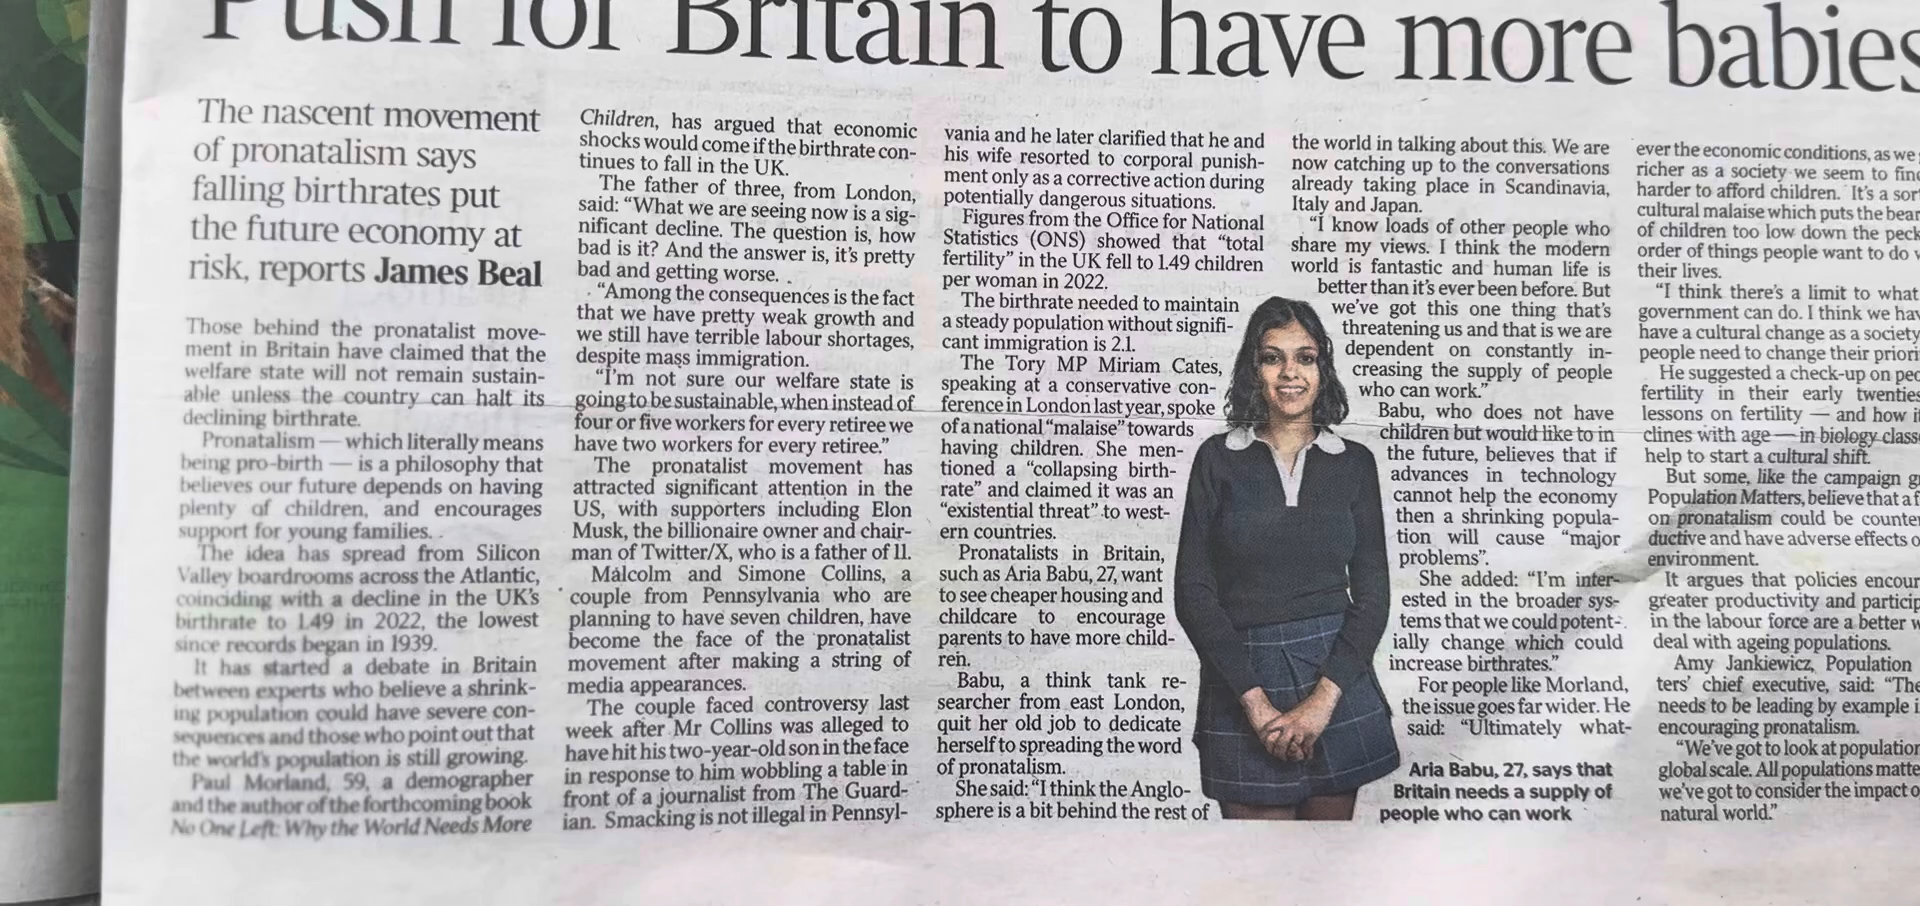 Push for Britain to have more babies
The nascent movement
of pronatalism says
falling birthrates put
the future economy at
risk, reports James Beal
Those behind the pronatalist move-
ment in Britain have claimed that the
welfare state will not remain sustain-
able unless the country can halt its
declining birthrate.
Pronatalism — which literally means
being pro-birth — is a philosophy that
believes our future depends on having
plenty of children, and encourages
support for young families.
The idea has spread from Silicon
Valley boardrooms across the Atlantic,
coinciding with a decline in the UK's
birthrate to 1.49 in 2022, the lowest
since records began in 1939.
It has started a debate in Britain
between experts who believe a shrink-
ing population could have severe con-
sequences and those who point out that
the world's population is still growing.
Paul Morland, 59, a demographer
and the author of the forthcoming book
No One Left: Why the World Needs More
Children, has argued that economic
shocks would come if the birthrate con-
tinues to fall in the UK.
The father of three, from London,
said: “What we are seeing now is a sig-
nificant decline. The question is, how
bad is it? And the answer is, it's pretty
bad and getting worse.
“Among the consequences is the fact
that we have pretty weak growth and
we still have terrible labour shortages,
despite mass immigration.
“I'm not sure our welfare state is
going to be sustainable, when instead of
four or five workers for every retiree we
have two workers for every retiree.”
The pronatalist movement has
attracted significant attention in the
US, with supporters including Elon
Musk, the billionaire owner and chair-
man of Twitter/X, who is a father of 11.
Malcolm and Simone Collins, a
couple from Pennsylvania who are
planning to have seven children, have
become the face of the pronatalist
movement after making a string of
media appearances.
The couple faced controversy last
week after Mr Collins was alleged to
have hit his two-year-old son in the face
in response to him wobbling a table in
front of a journalist from The Guard-
ian. Smacking is not illegal in Pennsyl-
vania and he later clarified that he and
his wife resorted to corporal punish-
ment only as a corrective action during
potentially dangerous situations.
Figures from the Office for National
Statistics (ONS) showed that “total
fertility” in the UK fell to 1.49 children
per woman in 2022.
The birthrate needed to maintain
a steady population without signifi-
cant immigration is 2.1.
The Tory MP Miriam Cates,
speaking at a conservative con-
ference in London last year, spoke
of a national “malaise” towards
having children. She men-
tioned a “collapsing birth-
rate” and claimed it was an
“existential threat” to west-
ern countries.
Pronatalists in Britain,
such as Aria Babu, 27, want
to see cheaper housing and
childcare to encourage
parents to have more child-
ren.
Babu, a think tank re-
searcher from east London,
quit her old job to dedicate
herself to spreading the word
of pronatalism.
She said: “I think the Anglo-
sphere is a bit behind the rest of
the world in talking about this. We are
now catching up to the conversations
already taking place in Scandinavia,
Italy and Japan.
“I know loads of other people who
share my views. I think the modern
world is fantastic and human life is
better than it's ever been before. But
we've got this one thing that's
threatening us and that is we are
dependent on constantly in-
creasing the supply of people
who can work.”
Babu, who does not have
children but would like to in
the future, believes that if
advances in technology
cannot help the economy
then a shrinking popula-
tion will cause “major
problems”.
She added: “I'm inter-
ested in the broader sys-
tems that we could potent-
ially change which could
increase birthrates.”
For people like Morland,
the issue goes far wider. He
said: “Ultimately what-
Aria Babu, 27, says that
Britain needs a supply of
people who can work
ever the economic conditions, as we
richer as a society we seem to find
harder to afford children. It's a sor
cultural malaise which puts the bear
of children too low down the peck
order of things people want to do
their lives.
“I think there's a limit to what
government can do. I think we hav
have a cultural change as a society
people need to change their priori
He suggested a check-up on peo
fertility in their early twenties
lessons on fertility — and how it
clines with age — in biology class
help to start a cultural shift.
But some, like the campaign g
Population Matters, believe that a f
on pronatalism could be counter
ductive and have adverse effects o
environment.
It argues that policies encour
greater productivity and particip
in the labour force are a better w
deal with ageing populations.
Amy Jankiewicz, Population
ters' chief executive, said: “The
needs to be leading by example i
encouraging pronatalism.
“We've got to look at population
global scale. All populations matte
we've got to consider the impact o
natural world.”